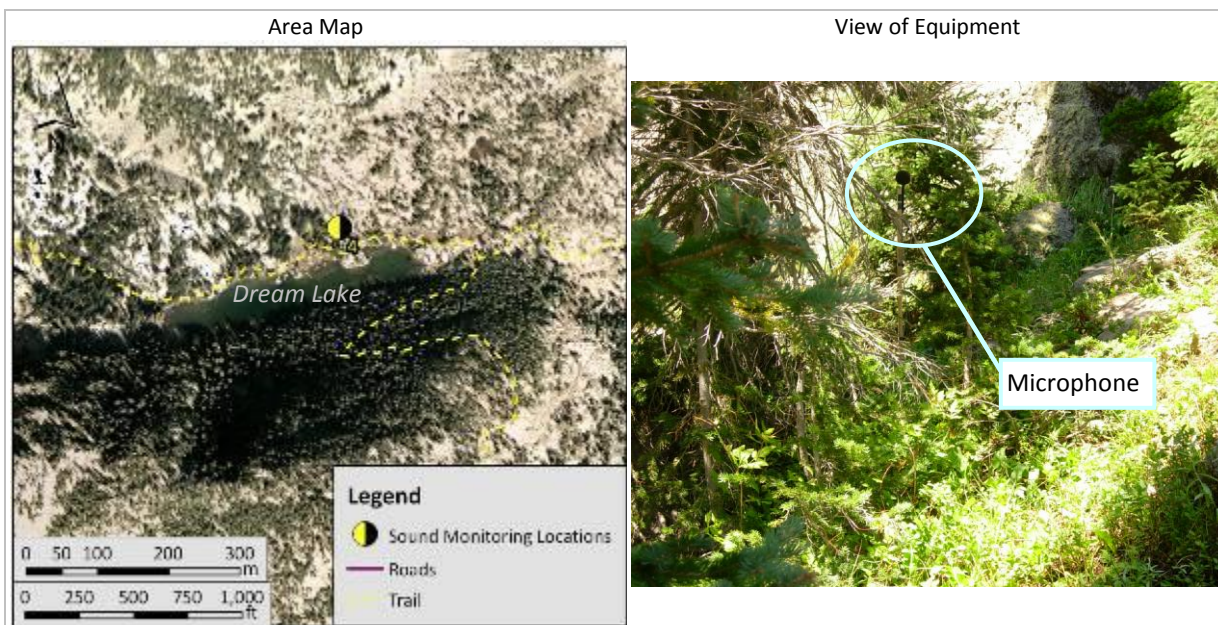 Area Map
View of Equipment
Dream Lake
Microphone
Legend
Sound Monitoring Locations
Roads
Trail
0 50 100 200 300
m
0 250 500 750 1,000
ft